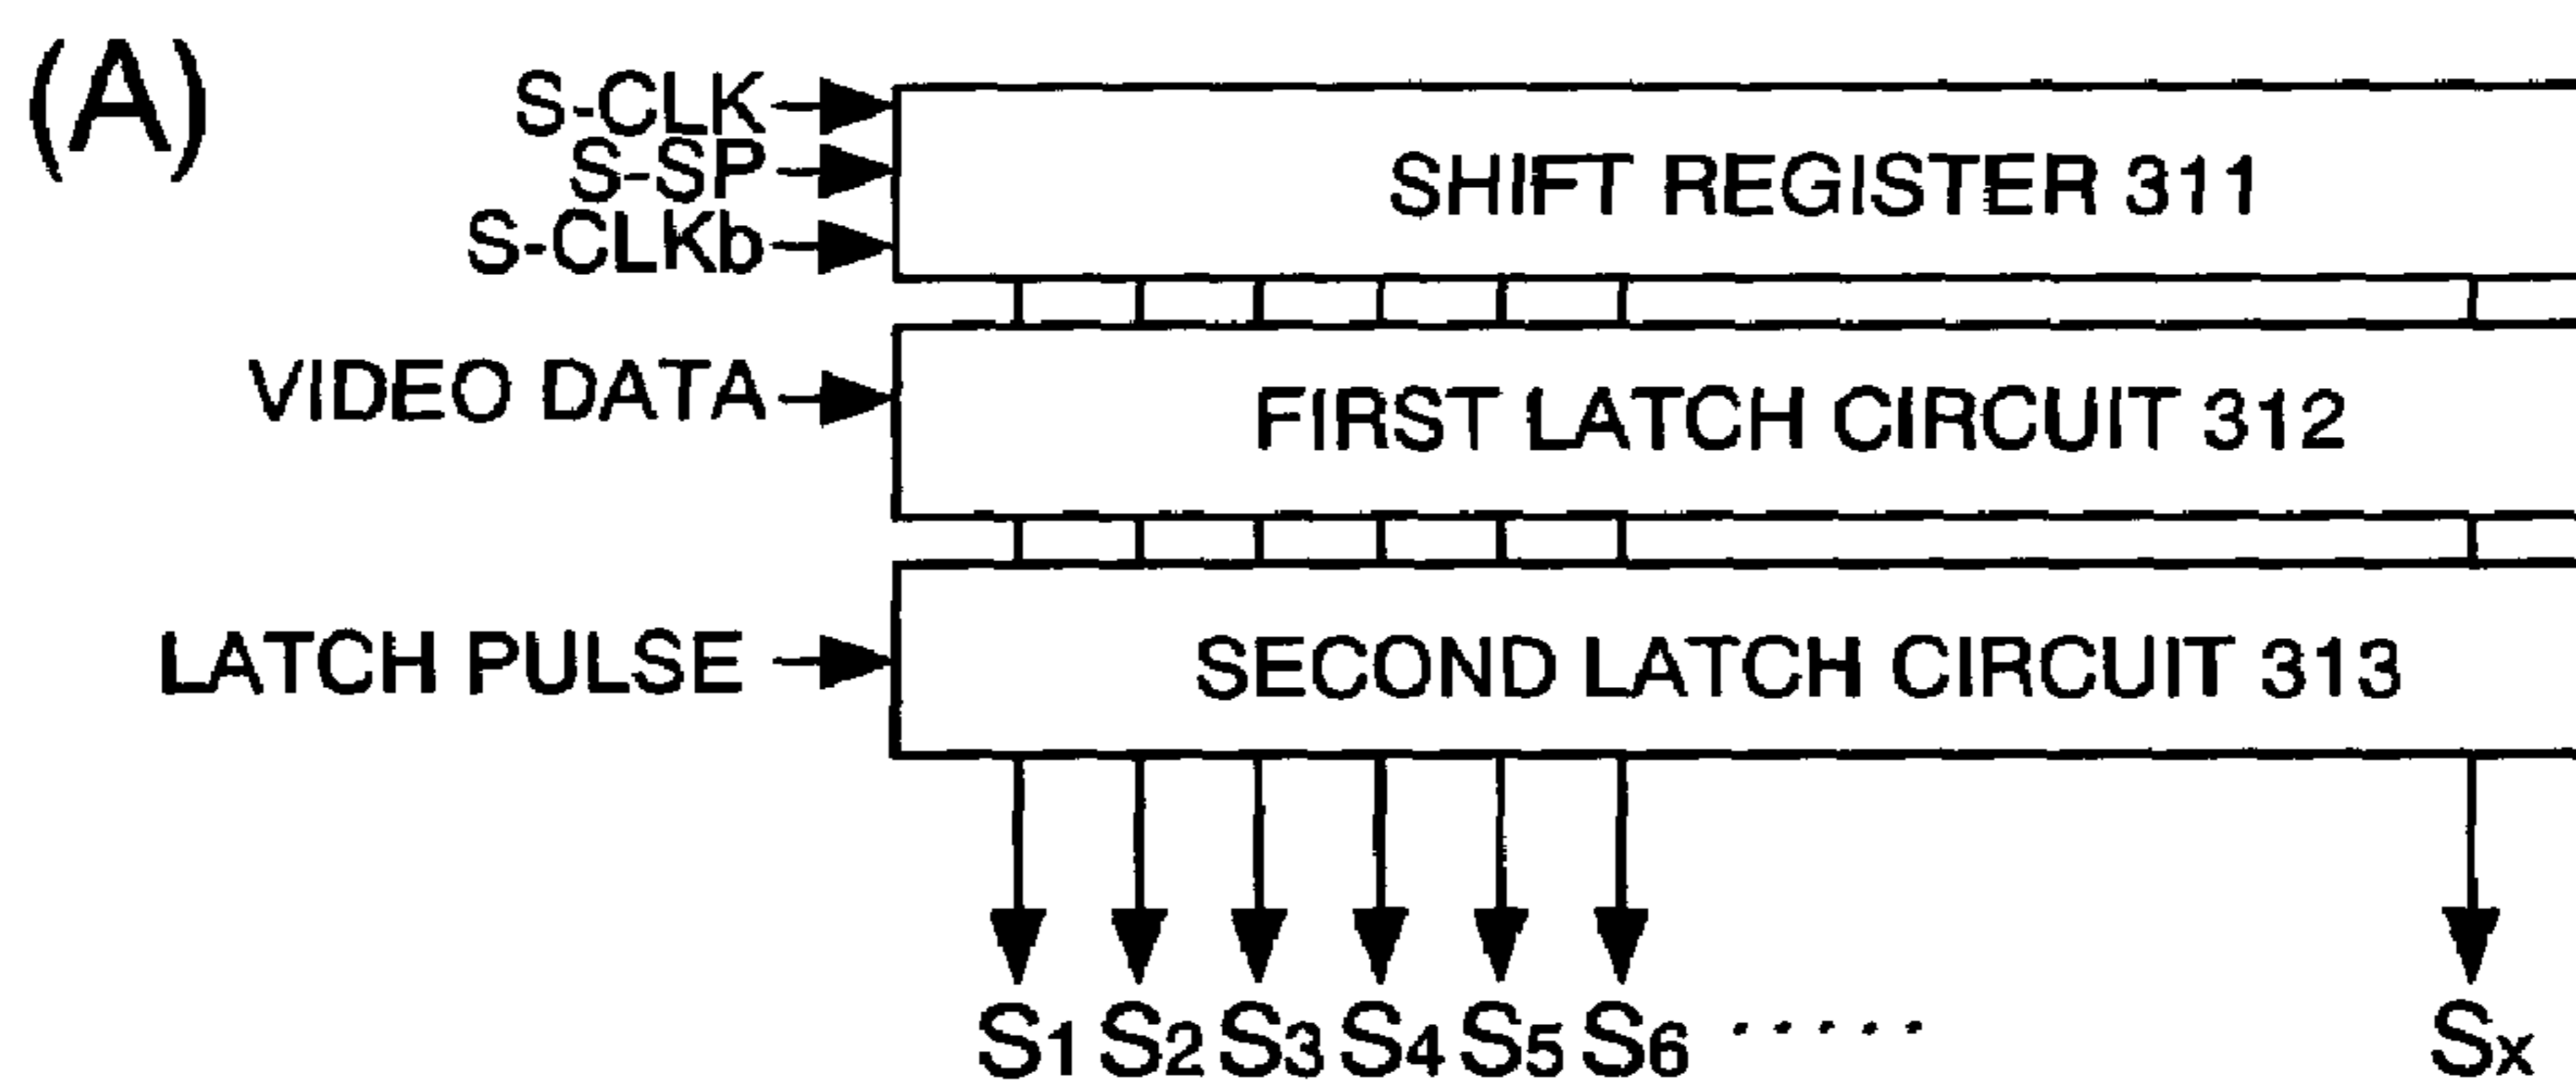 (A)
S-CLK
S-SP
S-CLKb
SHIFT REGISTER 311
VIDEO DATA
FIRST LATCH CIRCUIT 312
LATCH PULSE
SECOND LATCH CIRCUIT 313
S1 S2 S3 S4 S5 S6 ····· Sx